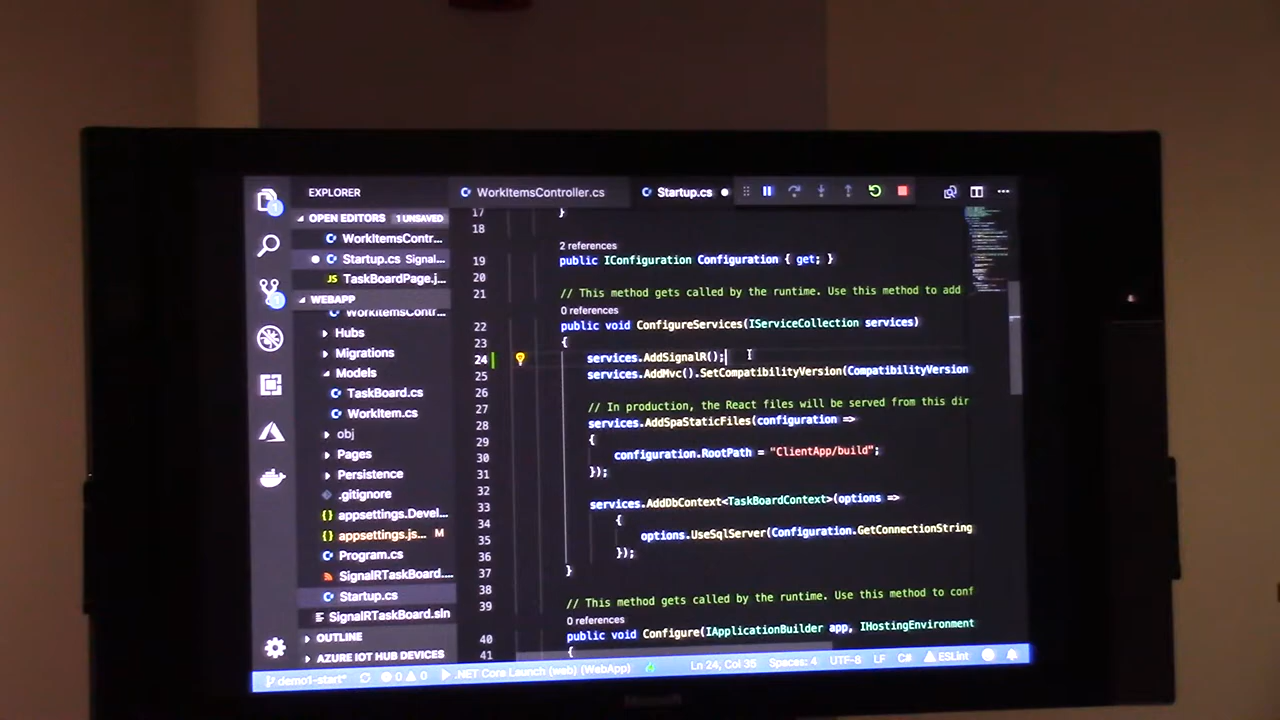 EXPLORER
WorkItemsController.cs
Startup.cs
OPEN EDITORS 1 UNSAVED
WorkItemsContr...
Startup.cs Signal...
TaskBoardPage.j...
WEBAPP
WorkItemsContr...
Hubs
Migrations
Models
TaskBoard.cs
WorkItem.cs
obj
Pages
Persistence
.gitignore
{} appsettings.Devel...
{} appsettings.js... M
Program.cs
SignalRTaskBoard....
Startup.cs
SignalRTaskBoard.sln
OUTLINE
AZURE IOT HUB DEVICES
17 }
18
2 references
19 public IConfiguration Configuration { get; }
20
21 // This method gets called by the runtime. Use this method to add
0 references
22 public void ConfigureServices(IServiceCollection services)
23 {
24 services.AddSignalR();
25 services.AddMvc().SetCompatibilityVersion(CompatibilityVersion
26
27 // In production, the React files will be served from this dir
28 services.AddSpaStaticFiles(configuration =>
29 {
30 configuration.RootPath = "ClientApp/build";
31 });
32
33 services.AddDbContext<TaskBoardContext>(options =>
34 {
35 options.UseSqlServer(Configuration.GetConnectionString
36 });
37 }
38
39 // This method gets called by the runtime. Use this method to conf
0 references
40 public void Configure(IApplicationBuilder app, IHostingEnvironment
41 {
demo1-start* 0 0 .NET Core Launch (web) (WebApp) Ln 24, Col 35 Spaces: 4 UTF-8 LF C# ESLint
Microsoft